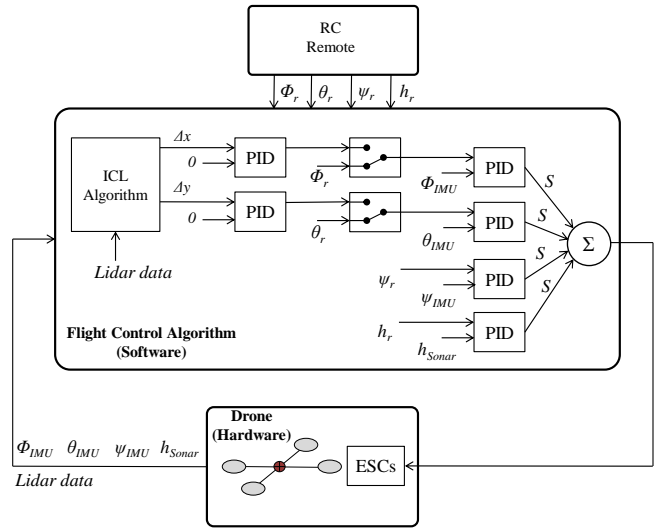 RC
Remote
Φr θr ψr hr
Δx
0
PID
ICL
Algorithm
Φr
PID
ΦIMU
S
Δy
0
PID
θr
PID
θIMU
S
Σ
Lidar data
ψr
PID
ψIMU
S
hr
PID
hSonar
S
Flight Control Algorithm
(Software)
Drone
(Hardware)
ESCs
ΦIMU θIMU ψIMU hSonar
Lidar data